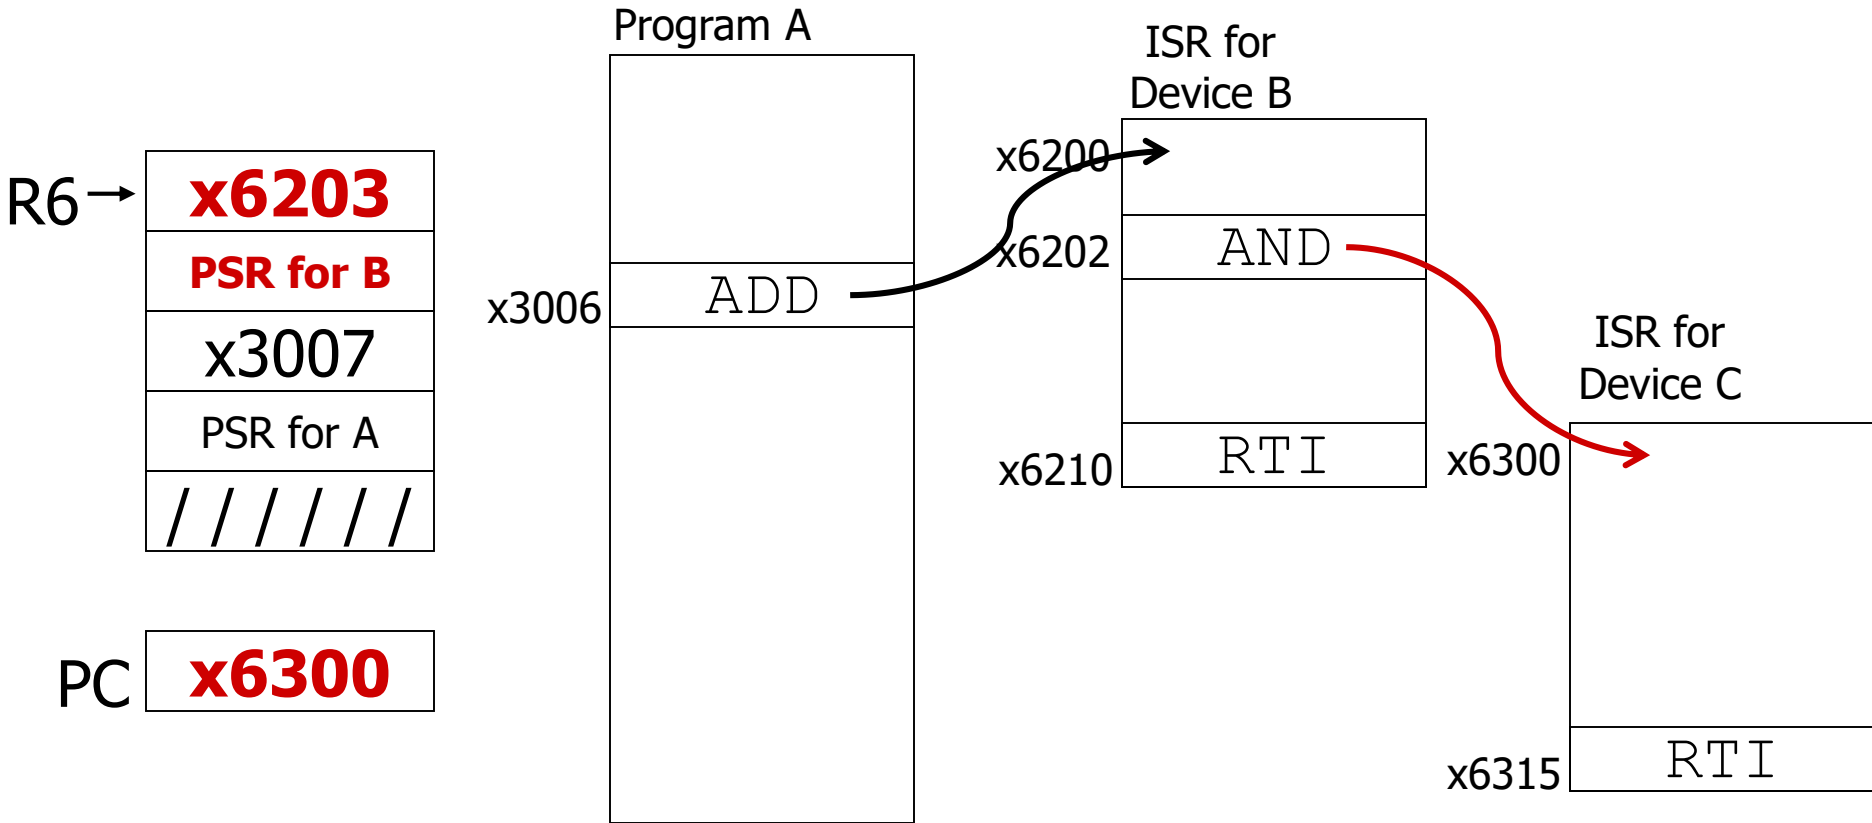 Program A
ISR for
Device B
R6
x6203
PSR for B
x3007
PSR for A
//////
PC
x6300
x3006
ADD
x6200
x6202
AND
x6210
RTI
ISR for
Device C
x6300
x6315
RTI